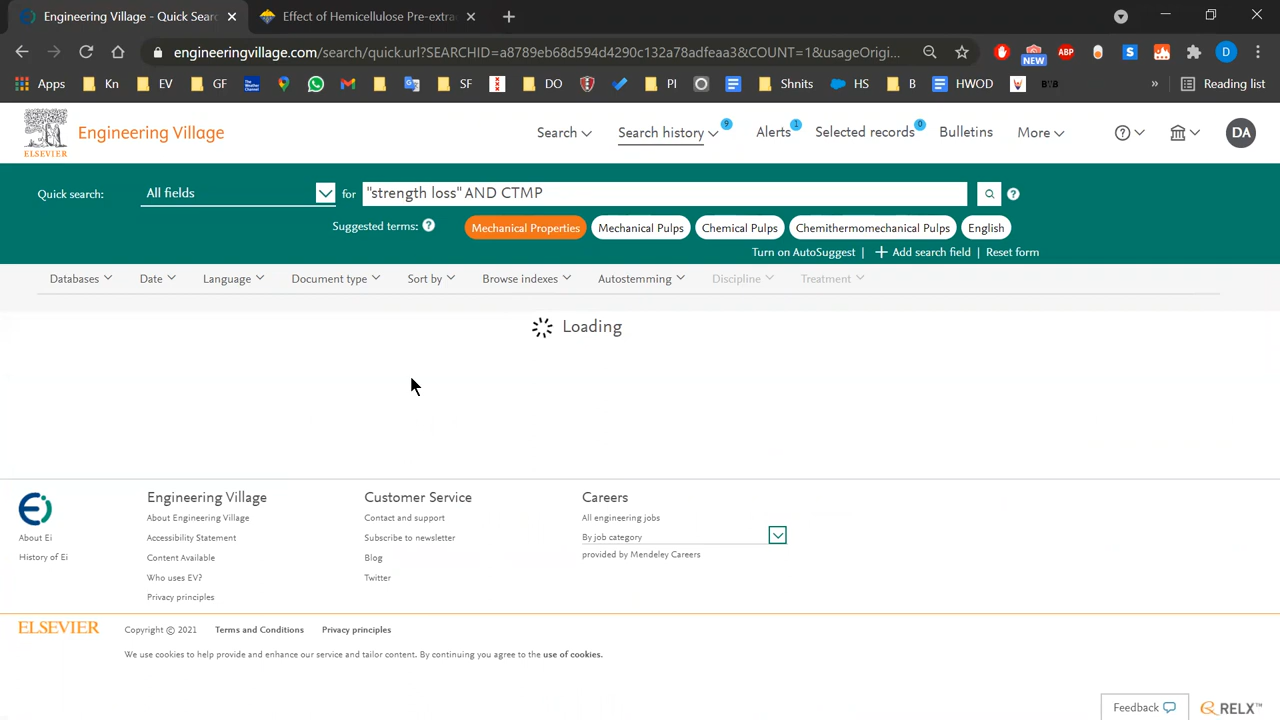 Engineering Village - Quick Sear
Effect of Hemicellulose Pre-extra
engineeringvillage.com/search/quick.url?SEARCHID=a8789eb68d594d4290c132a78adfeaa3&COUNT=1&usageOrigi...
ABP
S
D
NEW
Apps
Kn
EV
GF
SF
DO
PI
Shnits
HS
B
HWOD
»
Reading list
ELSEVIER
Engineering Village
Search
Search history
9
Alerts
1
Selected records
0
Bulletins
More
?
DA
Quick search:
All fields
for
"strength loss" AND CTMP
?
Suggested terms:
?
Mechanical Properties
Mechanical Pulps
Chemical Pulps
Chemithermomechanical Pulps
English
Turn on AutoSuggest |
+ Add search field
| Reset form
Databases
Date
Language
Document type
Sort by
Browse indexes
Autostemming
Discipline
Treatment
Loading
Engineering Village
Customer Service
Careers
About Engineering Village
Contact and support
All engineering jobs
About Ei
Accessibility Statement
Subscribe to newsletter
By job category
History of Ei
Content Available
Blog
provided by Mendeley Careers
Who uses EV?
Twitter
Privacy principles
ELSEVIER
Copyright © 2021
Terms and Conditions
Privacy principles
We use cookies to help provide and enhance our service and tailor content. By continuing you agree to the use of cookies.
Feedback
RELX™